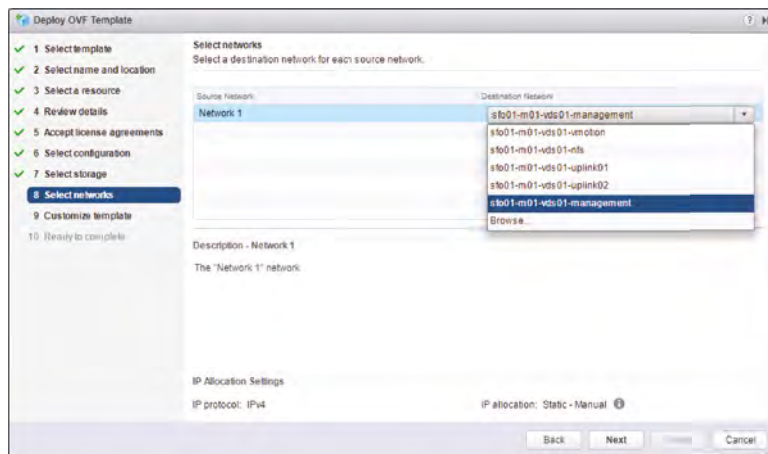 Deploy OVF Template
1 Select template
2 Select name and location
3 Select a resource
4 Review details
5 Accept license agreements
6 Select configuration
7 Select storage
8 Select networks
9 Customize template
10 Ready to complete
Select networks
Select a destination network for each source network.
Source Network
Destination Network
Network 1
sfo01-m01-vds01-management
sfo01-m01-vds01-vmotion
sfo01-m01-vds01-nfs
sfo01-m01-vds01-uplink01
sfo01-m01-vds01-uplink02
sfo01-m01-vds01-management
Browse...
Description - Network 1
The "Network 1" network
IP Allocation Settings
IP protocol: IPv4
IP allocation: Static - Manual
Back
Next
Cancel